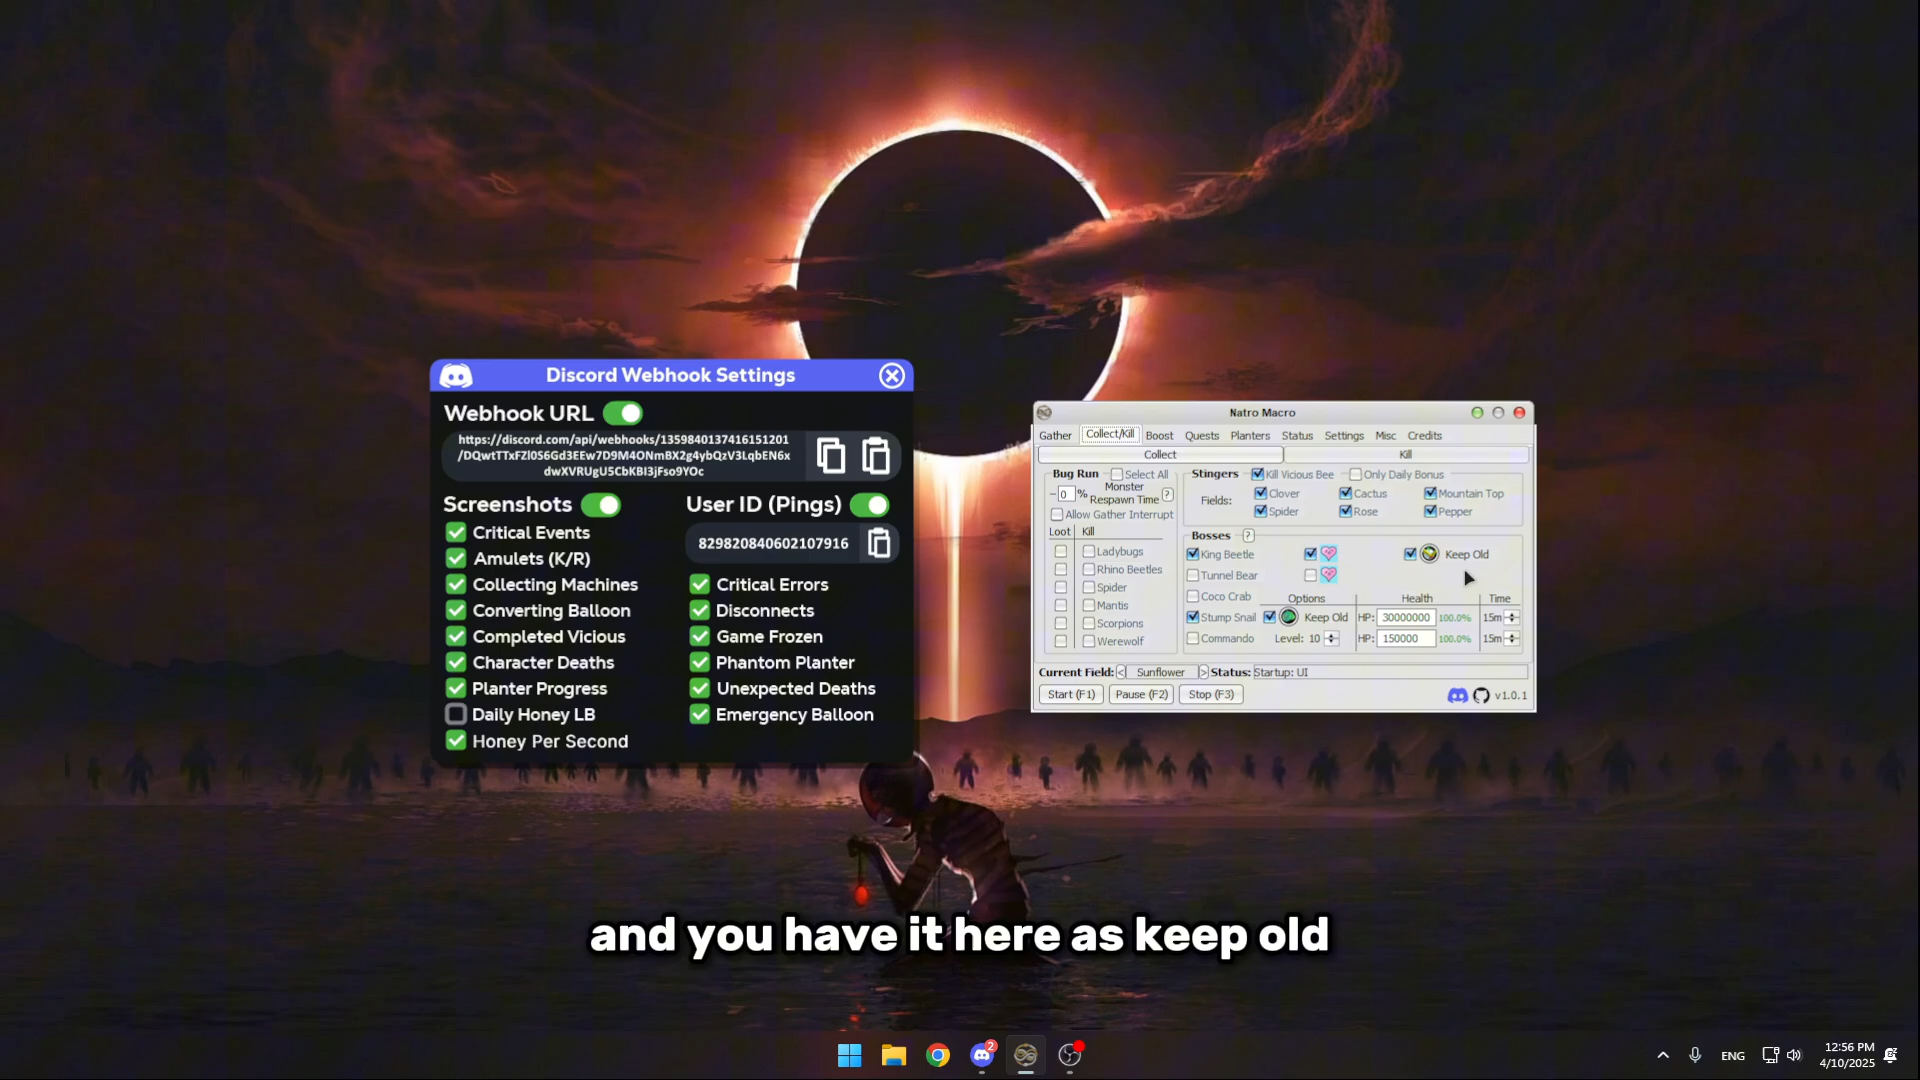 Discord Webhook Settings
Webhook URL
https://discord.com/api/webhooks/1359840137416151201
/DQwtTTxFZl0S6Gd3EEw7D9M4ONmBX2g4ybQzV3LqbEN6x
dwXVRUgU5CbKBI3jFso9YOc
Screenshots
Critical Events
Amulets (K/R)
Collecting Machines
Converting Balloon
Completed Vicious
Character Deaths
Planter Progress
Daily Honey LB
Honey Per Second
User ID (Pings)
829820840602107916
Critical Errors
Disconnects
Game Frozen
Phantom Planter
Unexpected Deaths
Emergency Balloon
Natro Macro
Gather Collect/Kill Boost Quests Planters Status Settings Misc Credits
Collect Kill
Bug Run Select All
- 0 % Monster
Respawn Time ?
Allow Gather Interrupt
Loot Kill
Ladybugs
Rhino Beetles
Spider
Mantis
Scorpions
Werewolf
Stingers Kill Vicious Bee Only Daily Bonus
Fields: Clover Cactus Mountain Top
Spider Rose Pepper
Bosses ?
King Beetle Keep Old
Tunnel Bear
Coco Crab Options Health Time
Stump Snail Keep Old HP: 30000000 100.0% 15m
Commando Level: 10 HP: 150000 100.0% 15m
Current Field: < Sunflower > Status: Startup: UI
Start (F1) Pause (F2) Stop (F3) v1.0.1
and you have it here as keep old
2
ENG
12:56 PM
4/10/2025